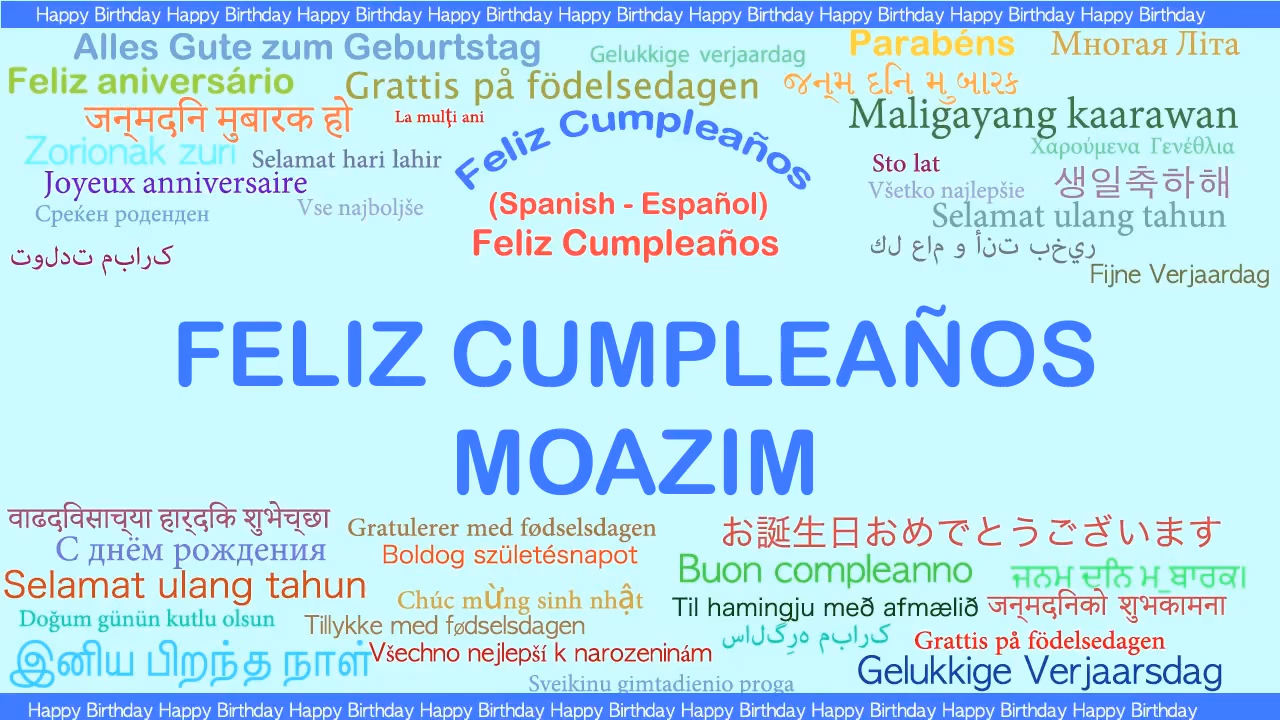 Happy Birthday Happy Birthday Happy Birthday Happy Birthday Happy Birthday Happy Birthday Happy Birthday Happy Birthday Happy Birthday
Alles Gute zum Geburtstag
Gelukkige verjaardag
Parabéns
Многая Літа
Feliz aniversário
Grattis på födelsedagen
જન્મ દિન મુબારક
जन्मदिन मुबारक हो
La mulţi ani
Feliz Cumpleaños
Maligayang kaarawan
Zorionak zuri
Selamat hari lahir
Χαρούμενα Γενέθλια
Sto lat
Joyeux anniversaire
(Spanish - Español)
Všetko najlepšie
생일축하해
Среќен роденден
Vse najboljše
Selamat ulang tahun
Feliz Cumpleaños
تولدت مبارک
كل عام و أنت بخير
Fijne Verjaardag
FELIZ CUMPLEAÑOS
MOAZIM
वाढदिवसाच्या हार्दिक शुभेच्छा
Gratulerer med fødselsdagen
お誕生日おめでとうございます
С днём рождения
Boldog születésnapot
Buon compleanno
ਜਨਮ ਦਿਨ ਮੁਬਾਰਕ।
Selamat ulang tahun
Chúc mừng sinh nhật
Til hamingju með afmælið
जन्मदिनको शुभकामना
Doğum günün kutlu olsun
Tillykke med fødselsdagen
سالگرہ مبارک
Grattis på födelsedagen
இனிய பிறந்த நாள்
Všechno nejlepší k narozeninám
Gelukkige Verjaarsdag
Sveikinu gimtadienio proga
Happy Birthday Happy Birthday Happy Birthday Happy Birthday Happy Birthday Happy Birthday Happy Birthday Happy Birthday Happy Birthday